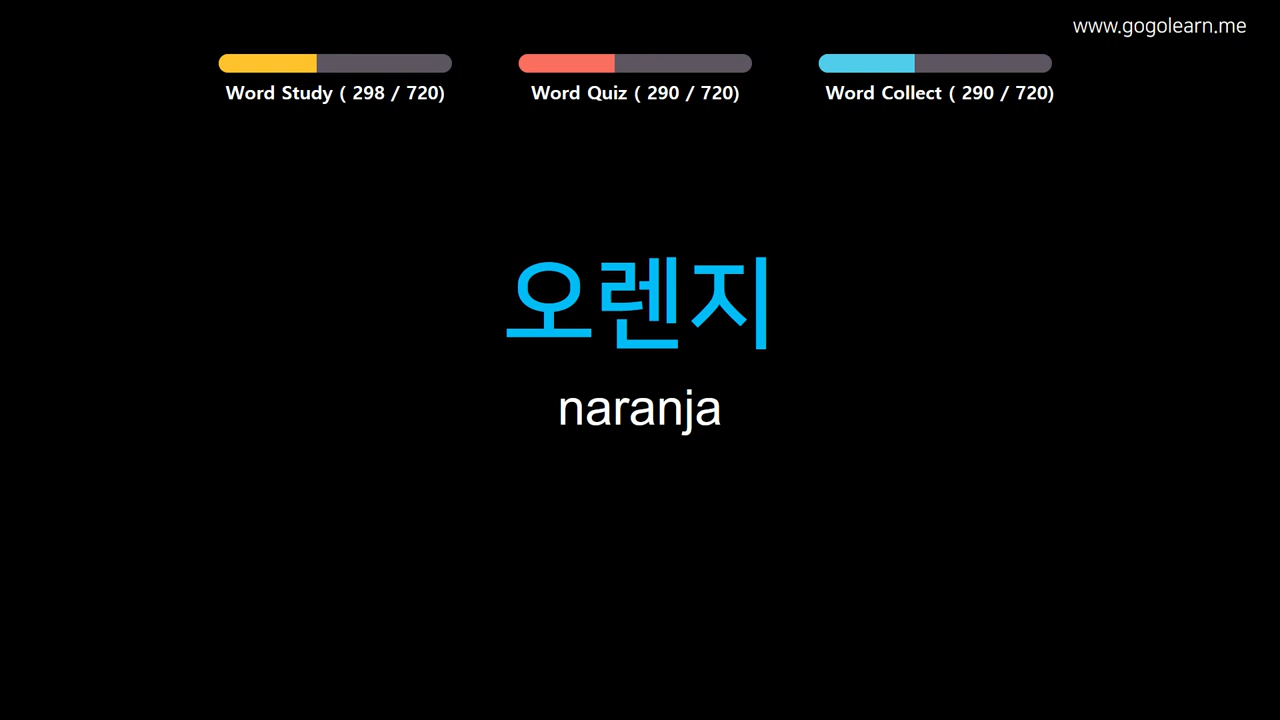 www.gogolearn.me
Word Study ( 298 / 720)
Word Quiz ( 290 / 720)
Word Collect ( 290 / 720)
오렌지
naranja